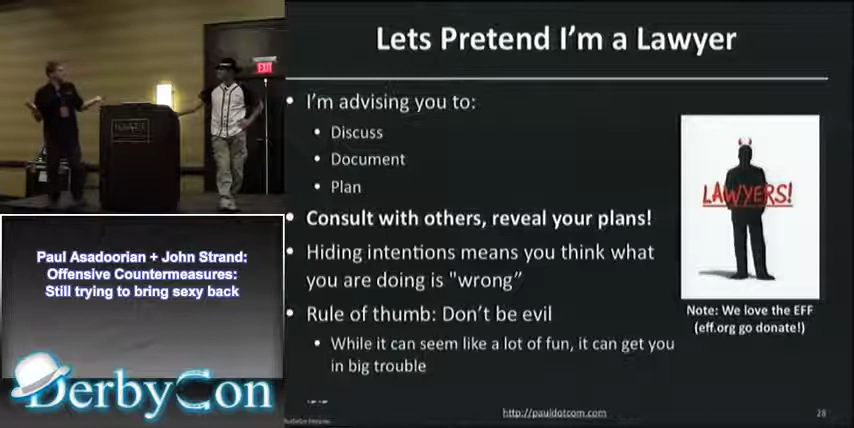 EXIT
HYATT
Paul Asadoorian + John Strand:
Offensive Countermeasures:
Still trying to bring sexy back
DerbyCon
Lets Pretend I'm a Lawyer
• I'm advising you to:
• Discuss
• Document
• Plan
• Consult with others, reveal your plans!
• Hiding intentions means you think what
you are doing is "wrong”
• Rule of thumb: Don't be evil
• While it can seem like a lot of fun, it can get you
in big trouble
LAWYERS!
Note: We love the EFF
(eff.org go donate!)
http://pauldotcom.com
28